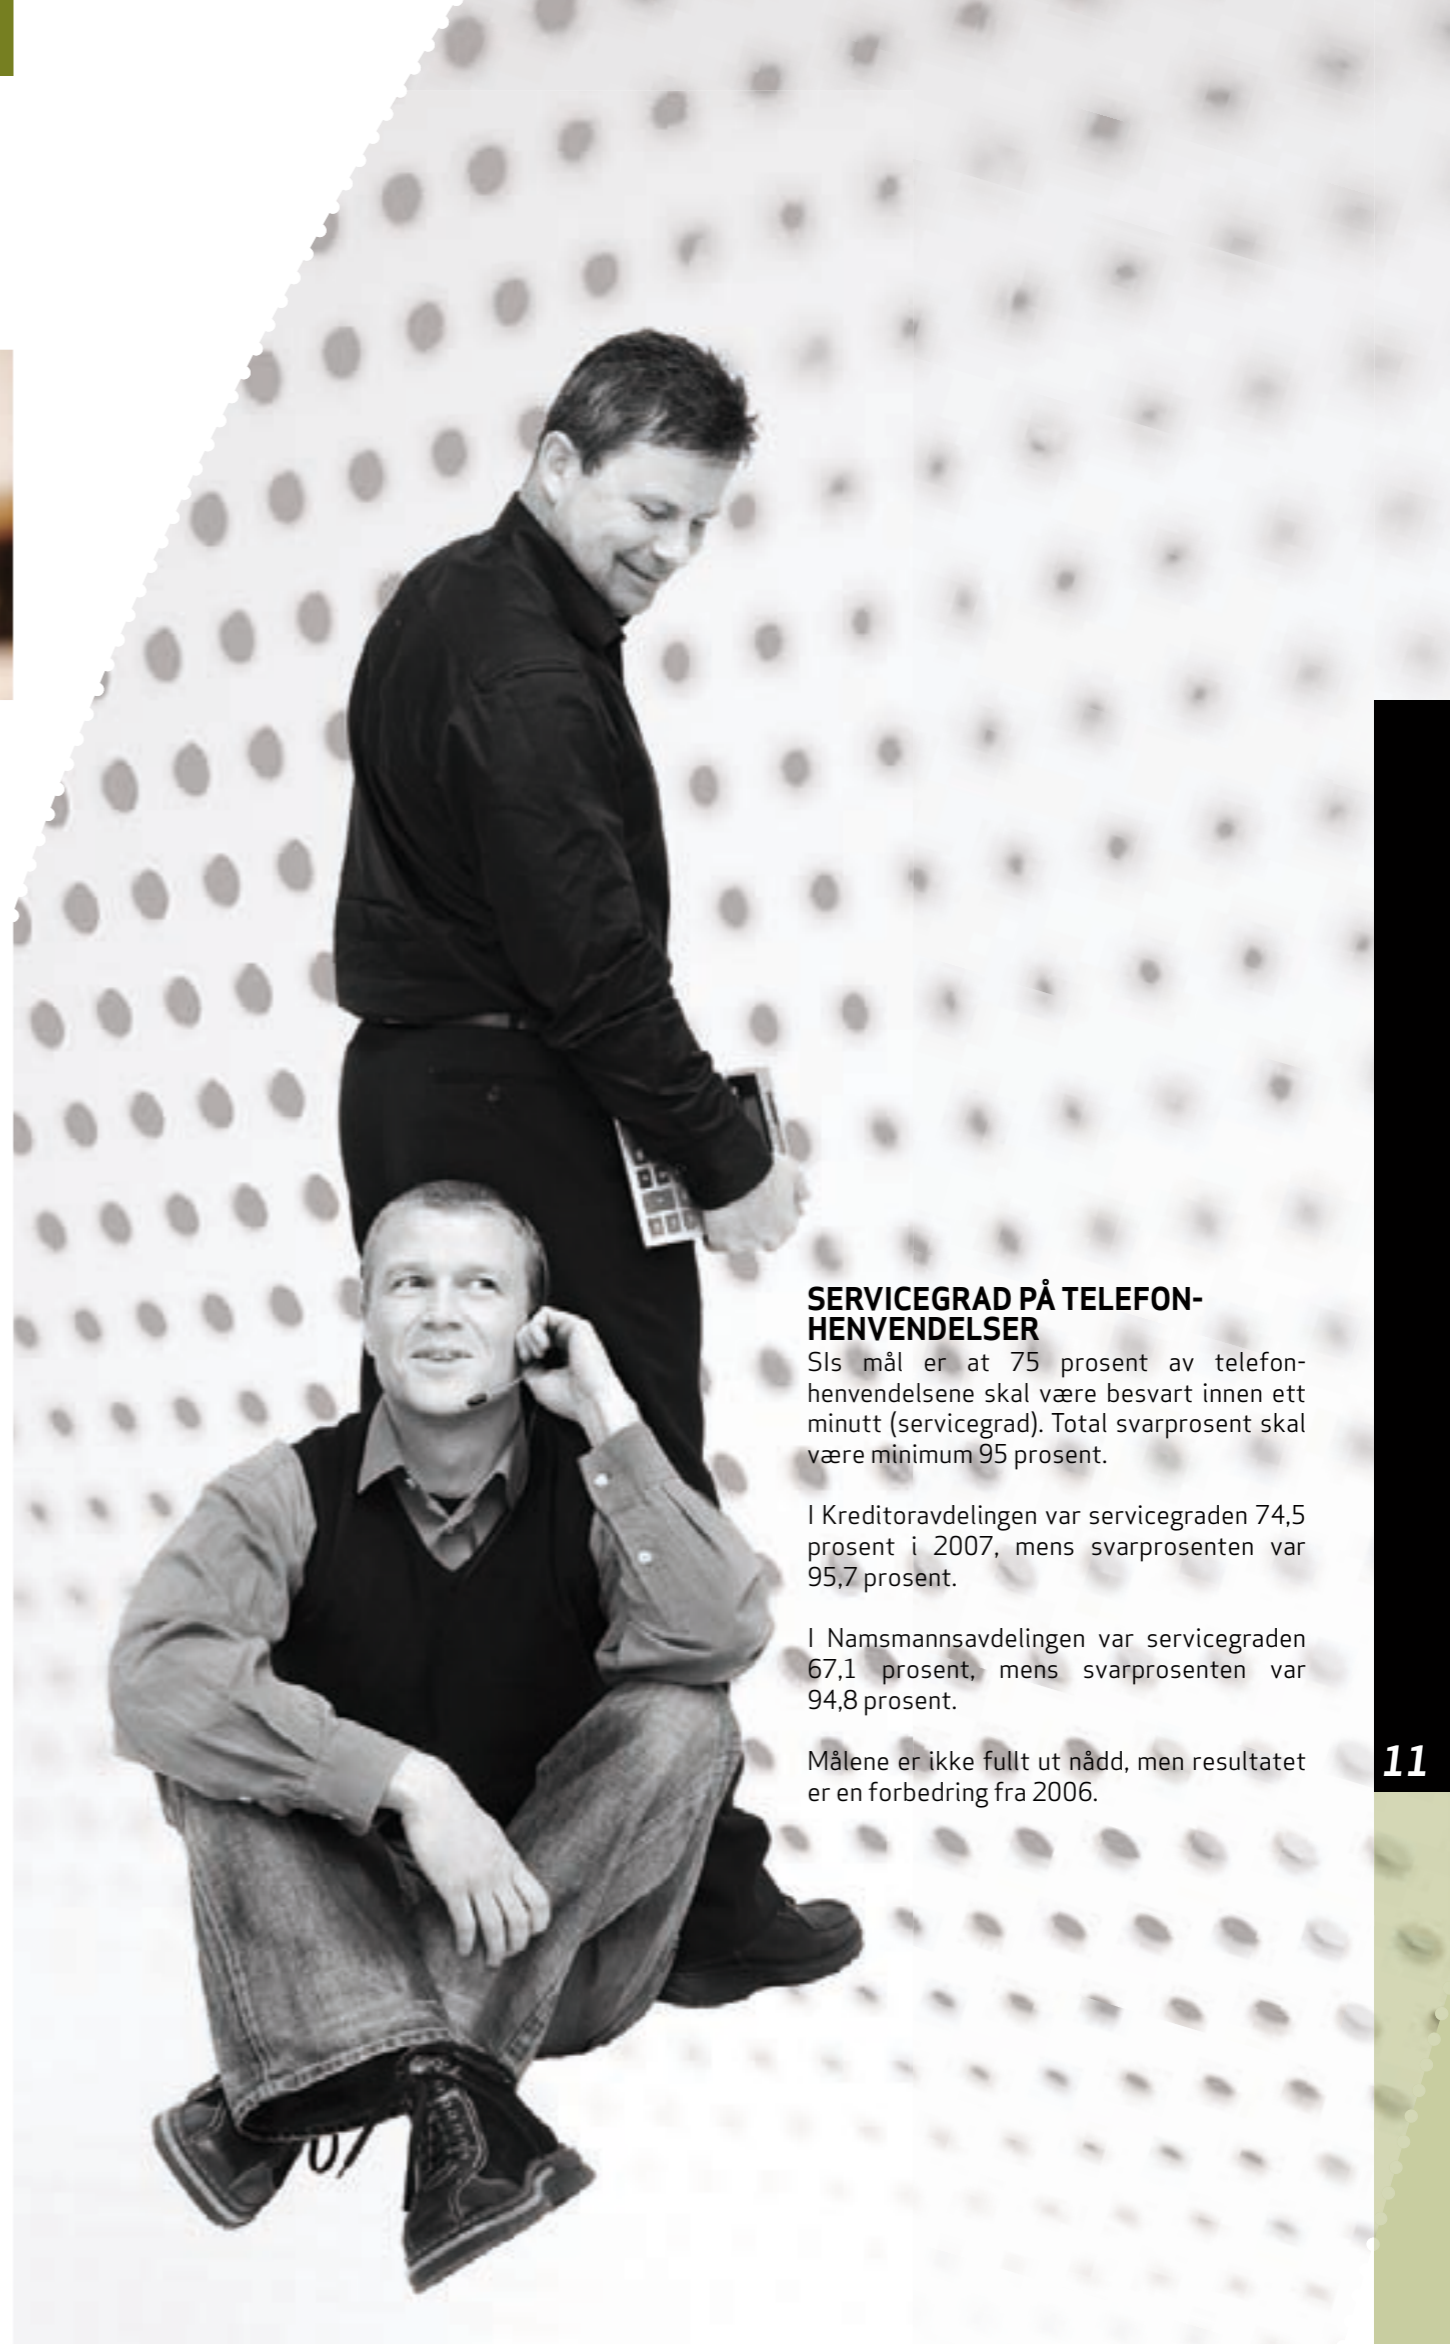 SERVICEGRAD PÅ TELEFON-
HENVENDELSER
SIs mål er at 75 prosent av telefon-
henvendelsene skal være besvart innen ett
minutt (servicegrad). Total svarprosent skal
være minimum 95 prosent.
I Kreditoravdelingen var servicegraden 74,5
prosent i 2007, mens svarprosenten var
95,7 prosent.
I Namsmannsavdelingen var servicegraden
67,1 prosent, mens svarprosenten var
94,8 prosent.
Målene er ikke fullt ut nådd, men resultatet
er en forbedring fra 2006.
11